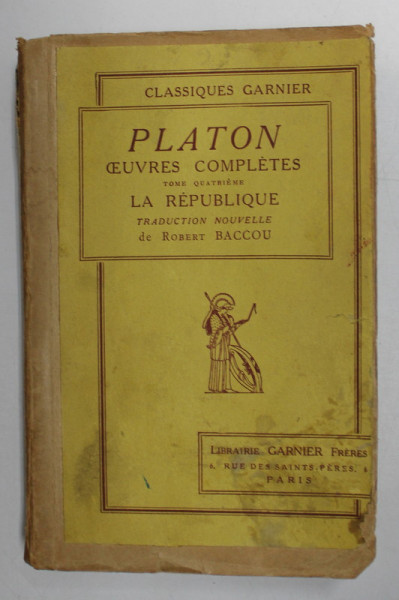 CLASSIQUES GARNIER
PLATON
ŒUVRES COMPLÈTES
TOME QUATRIÈME
LA RÉPUBLIQUE
TRADUCTION NOUVELLE
de ROBERT BACCOU
LIBRAIRIE GARNIER FRÈRES
6, RUE DES SAINTS-PÈRES, 6
PARIS